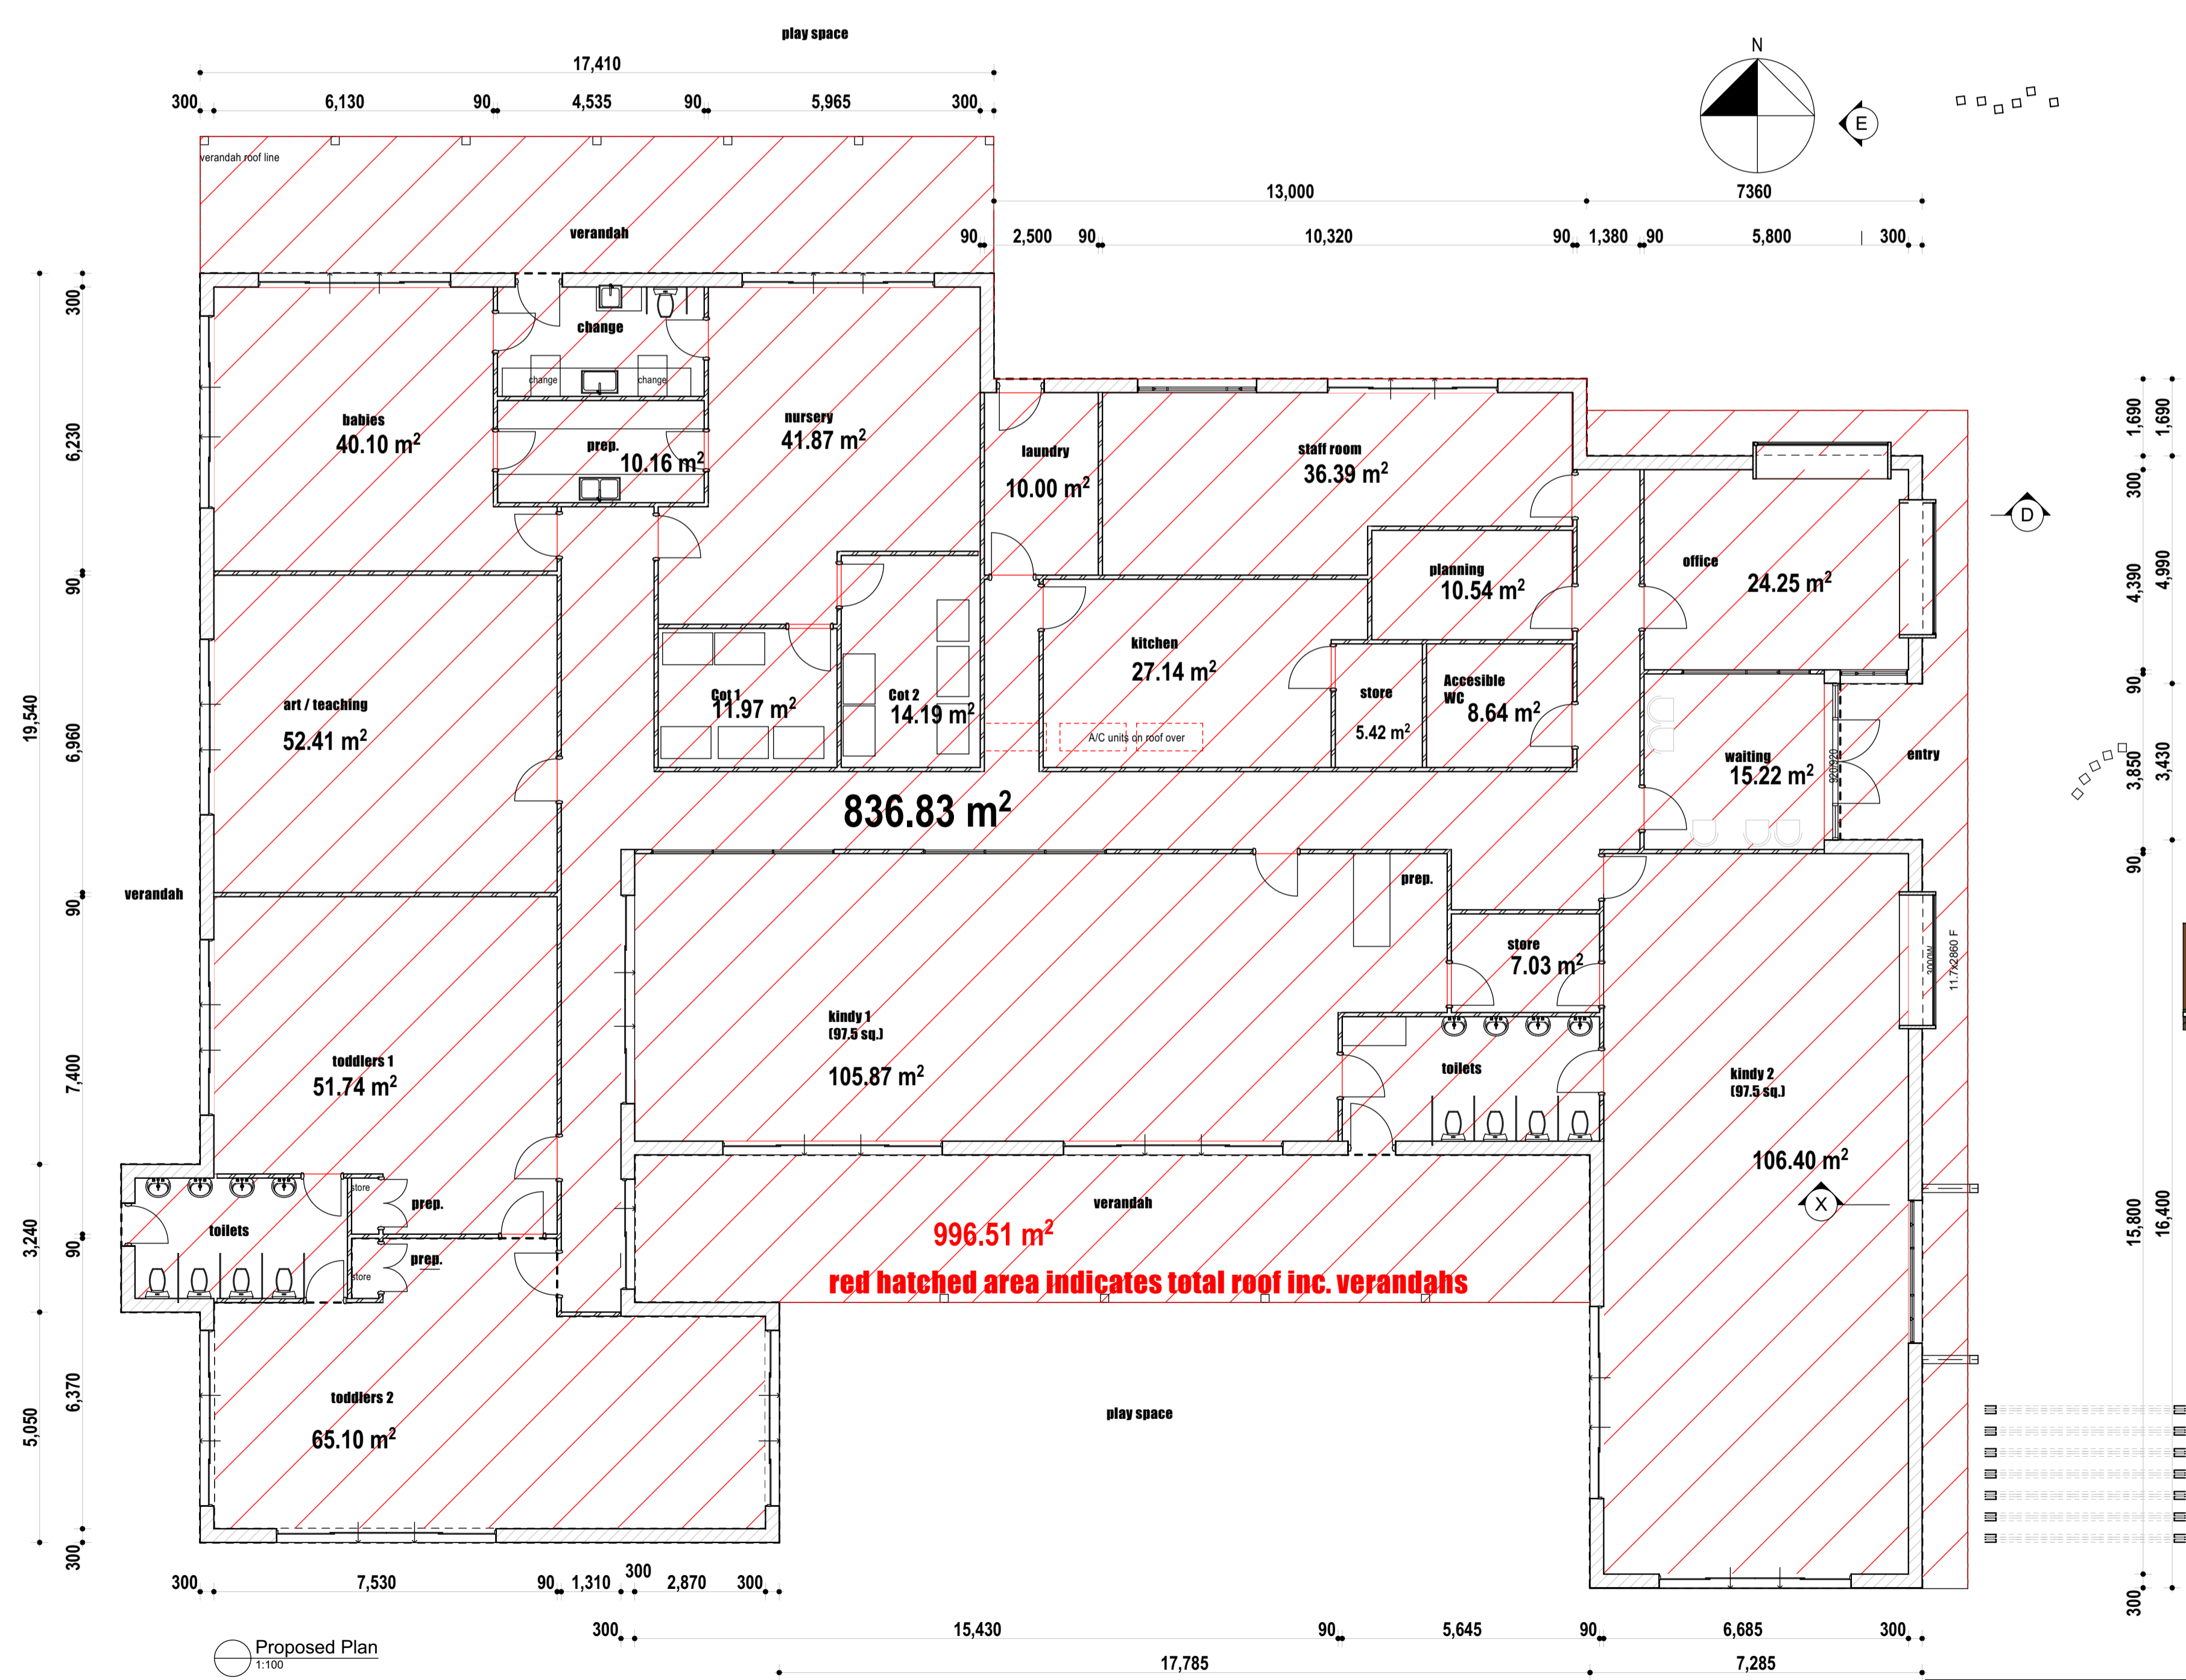 play space
17,410
300 6,130 90 4,535 90 5,965 300
N
E
verandah roof line
verandah
13,000 7360
90 2,500 90 10,320 90 1,380 90 5,800 300
change
change change
babies
40.10 m²
prep.
10.16 m²
nursery
41.87 m²
laundry
10.00 m²
staff room
36.39 m²
planning
10.54 m²
office
24.25 m²
D
art / teaching
52.41 m²
Cot 1
11.97 m²
Cot 2
14.19 m²
kitchen
27.14 m²
A/C units on roof over
store
5.42 m²
Accesible
WC
8.64 m²
waiting
15.22 m²
920/920
entry
836.83 m²
verandah
prep.
store
7.03 m²
3000W
11.7x2860 F
kindy 1
(97.5 sq.)
105.87 m²
toilets
kindy 2
(97.5 sq.)
106.40 m²
X
toddlers 1
51.74 m²
store
prep.
toilets
prep.
store
verandah
996.51 m²
red hatched area indicates total roof inc. verandahs
toddlers 2
65.10 m²
play space
19,540
5,050
300
6,230
90
6,960
90
7,400
90
3,240
6,370
300
1,690
300
4,390
90
3,850
90
15,800
300
1,690
4,990
3,430
16,400
300 7,530 90 1,310 300 2,870 300
300 15,430 90 5,645 90 6,685 300
17,785 7,285
Proposed Plan
1:100